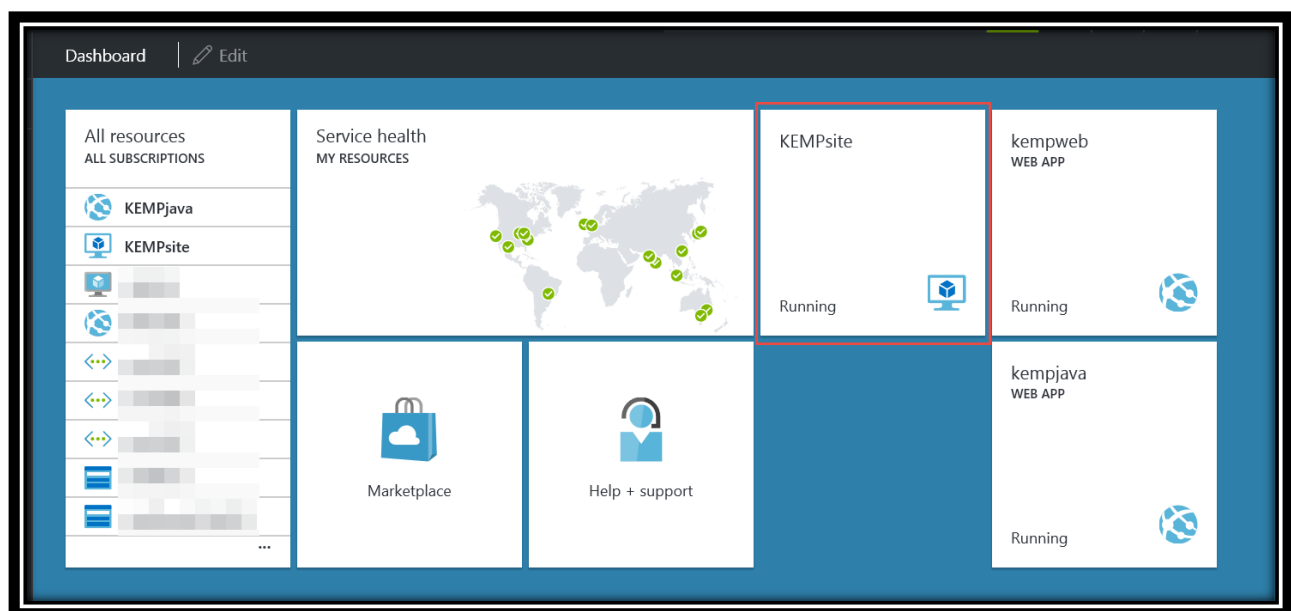 Dashboard
Edit
All resources
ALL SUBSCRIPTIONS
KEMPjava
KEMPsite
...
Service health
MY RESOURCES
Marketplace
Help + support
KEMPsite
Running
kempweb
WEB APP
Running
kempjava
WEB APP
Running